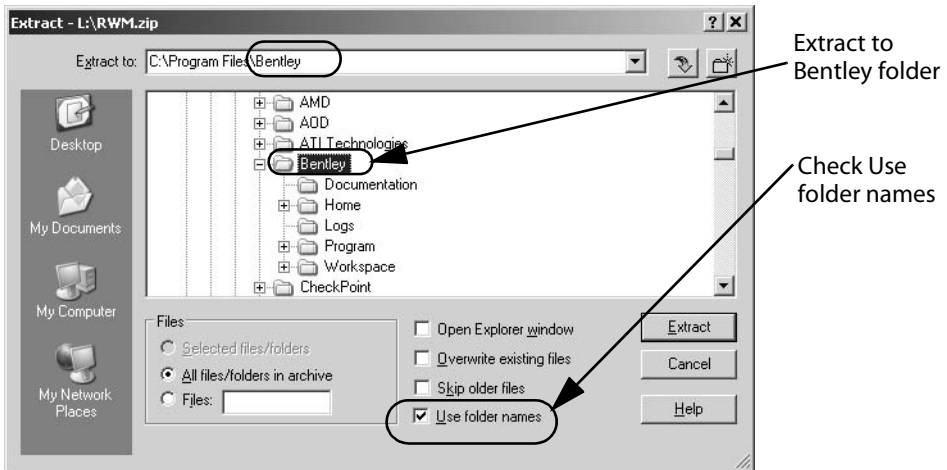 Extract - L:\RWM.zip
Extract to: C:\Program Files\Bentley
Extract to
Bentley folder
Desktop
My Documents
My Computer
My Network
Places
AMD
AOD
ATI Technologies
Bentley
Documentation
Home
Logs
Program
Workspace
CheckPoint
Check Use
folder names
Files
Selected files/folders
All files/folders in archive
Files:
Open Explorer window
Overwrite existing files
Skip older files
Use folder names
Extract
Cancel
Help